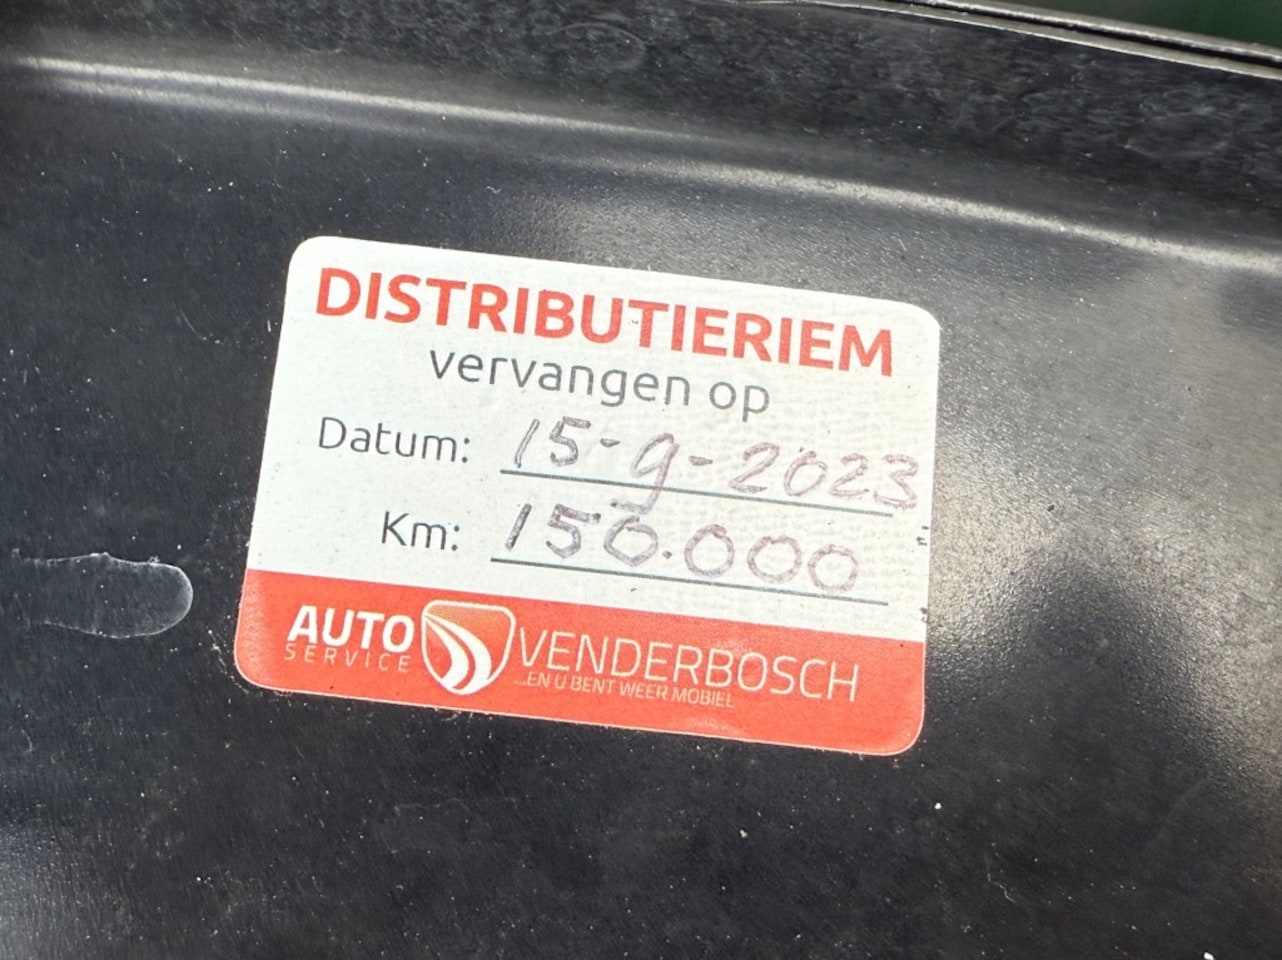 DISTRIBUTIERIEM
vervangen op
Datum: 15-9-2023
Km: 150.000
AUTO SERVICE VENDERBOSCH
...EN U BENT WEER MOBIEL